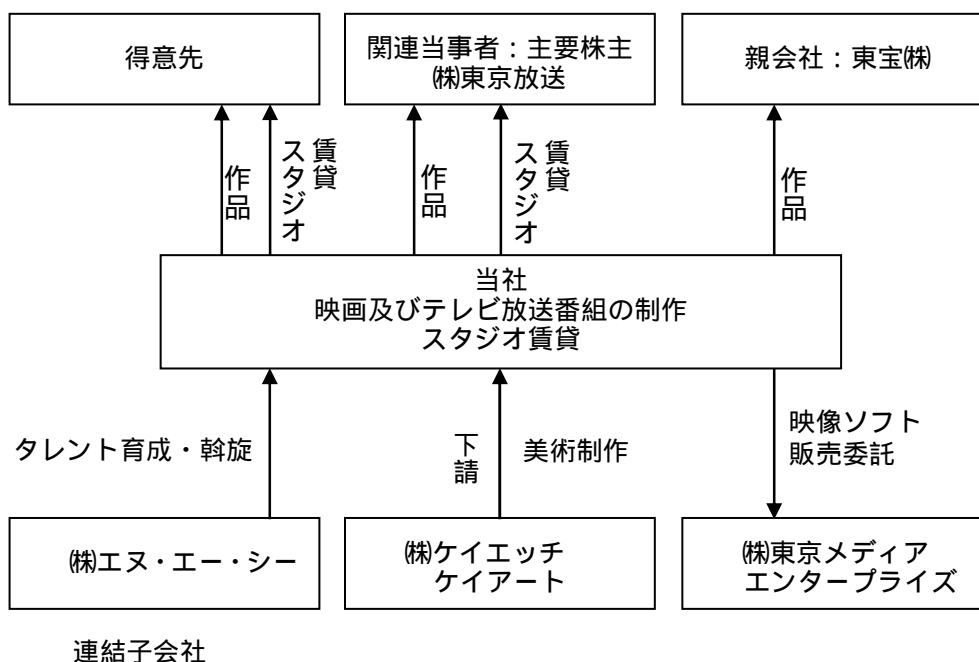 得意先
関連当事者：主要株主
㈱東京放送
親会社：東宝㈱
作品
スタジオ
賃貸
作品
スタジオ
賃貸
作品
当社
映画及びテレビ放送番組の制作
スタジオ賃貸
タレント育成・斡旋
下請
美術制作
映像ソフト
販売委託
㈱エヌ・エー・シー
㈱ケイエッチ
ケイアート
㈱東京メディア
エンタープライズ
連結子会社